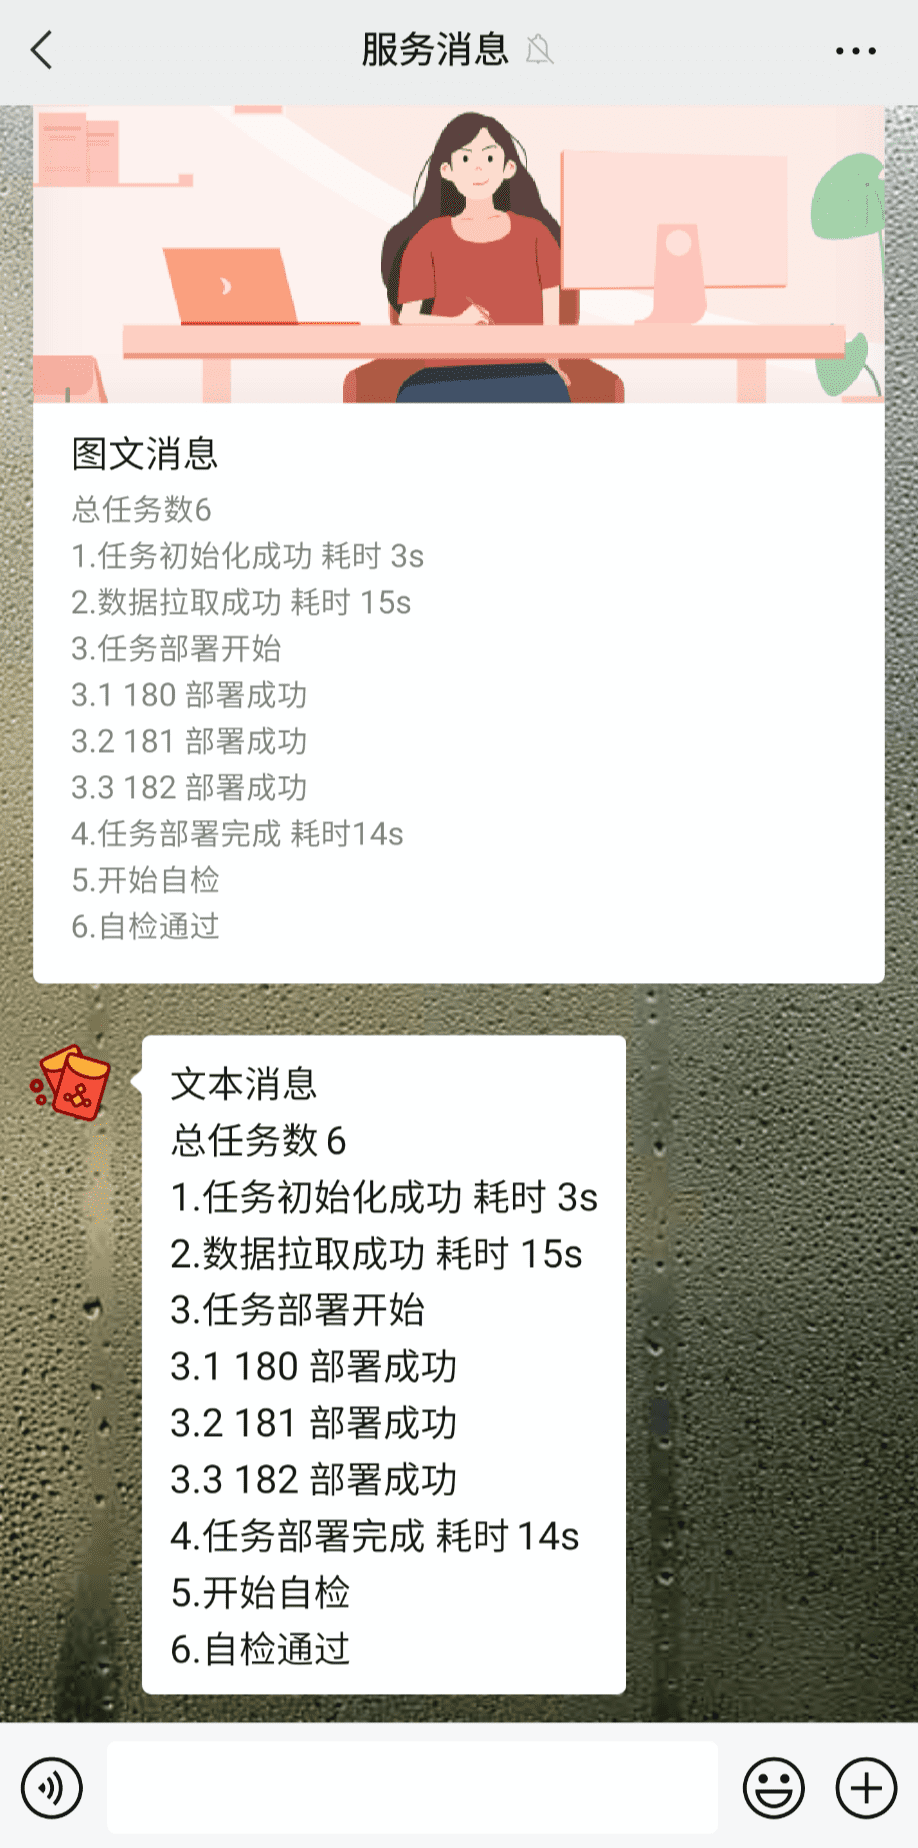 服务消息
图文消息
总任务数6
1.任务初始化成功 耗时 3s
2.数据拉取成功 耗时 15s
3.任务部署开始
3.1 180 部署成功
3.2 181 部署成功
3.3 182 部署成功
4.任务部署完成 耗时14s
5.开始自检
6.自检通过
文本消息
总任务数 6
1.任务初始化成功 耗时 3s
2.数据拉取成功 耗时 15s
3.任务部署开始
3.1 180 部署成功
3.2 181 部署成功
3.3 182 部署成功
4.任务部署完成 耗时 14s
5.开始自检
6.自检通过